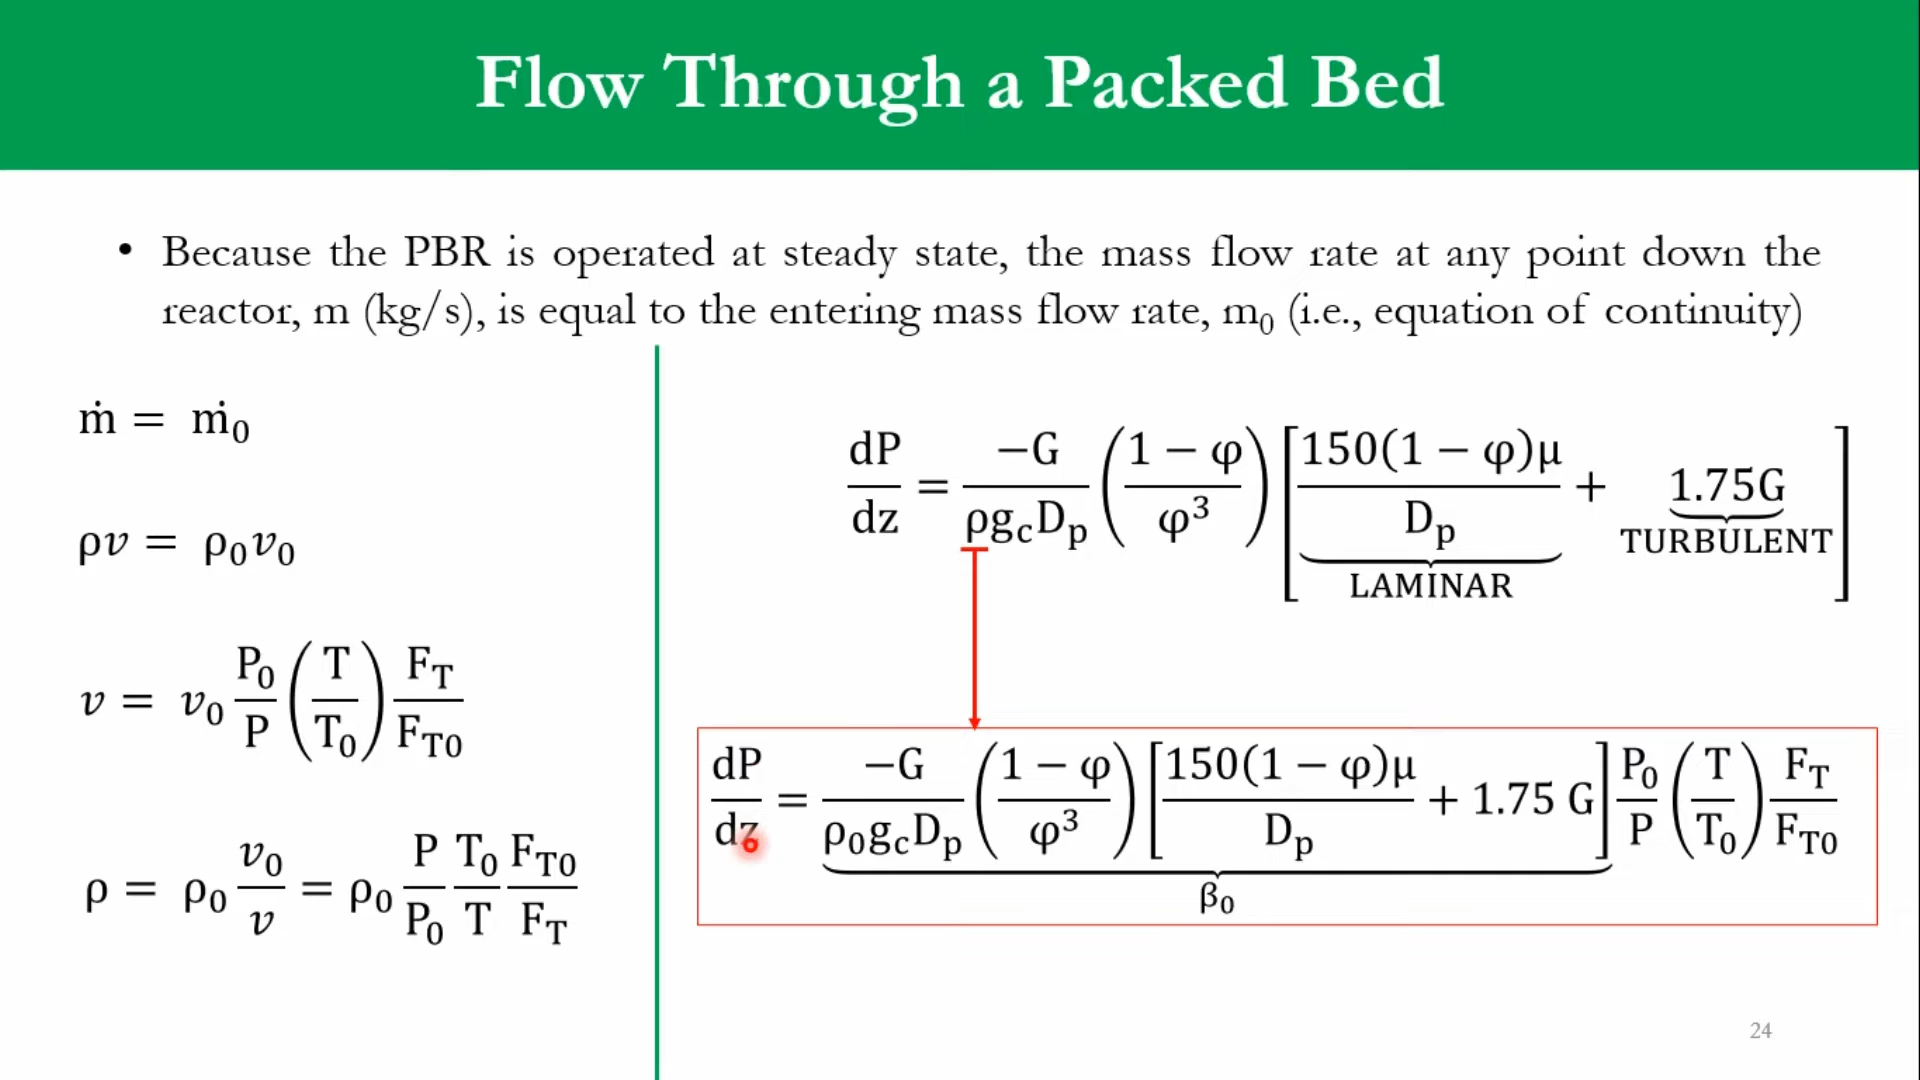 Flow Through a Packed Bed
• Because the PBR is operated at steady state, the mass flow rate at any point down the
reactor, m (kg/s), is equal to the entering mass flow rate, m₀ (i.e., equation of continuity)
ṁ = ṁ₀
ρv = ρ₀v₀
v = v₀ P₀/P (T/T₀) F_T/F_T0
ρ = ρ₀ v₀/v = ρ₀ P/P₀ T₀/T F_T0/F_T
dP/dz = −G/ρg_cD_p (1 − φ/φ³) [150(1 − φ)μ/D_p + 1.75G]
LAMINAR
TURBULENT
dP/dz = −G/ρ₀g_cD_p (1 − φ/φ³) [150(1 − φ)μ/D_p + 1.75 G] P₀/P (T/T₀) F_T/F_T0
β₀
24